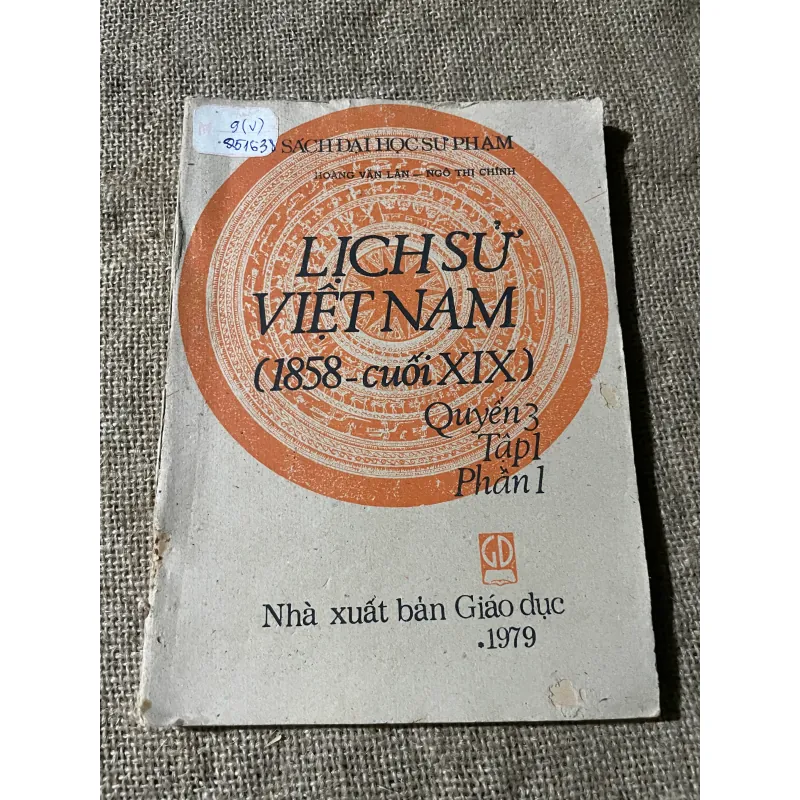 9(V)
SÁCH ĐẠI HỌC SƯ PHẠM
HOÀNG VĂN LÂN – NGÔ THỊ CHÍNH
LỊCH SỬ
VIỆT NAM
(1858-cuối XIX)
Quyển 3
Tập 1
Phần 1
GD
Nhà xuất bản Giáo dục
.1979